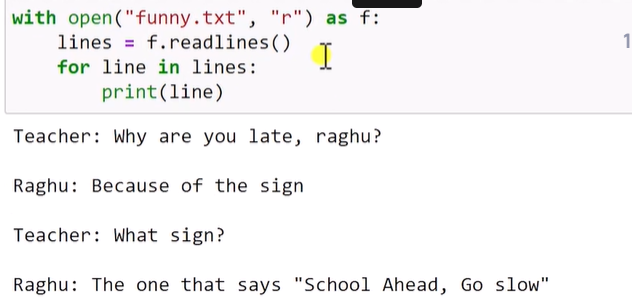 with open("funny.txt", "r") as f:
    lines = f.readlines()
    for line in lines:
        print(line)
1
Teacher: Why are you late, raghu?
Raghu: Because of the sign
Teacher: What sign?
Raghu: The one that says "School Ahead, Go slow"